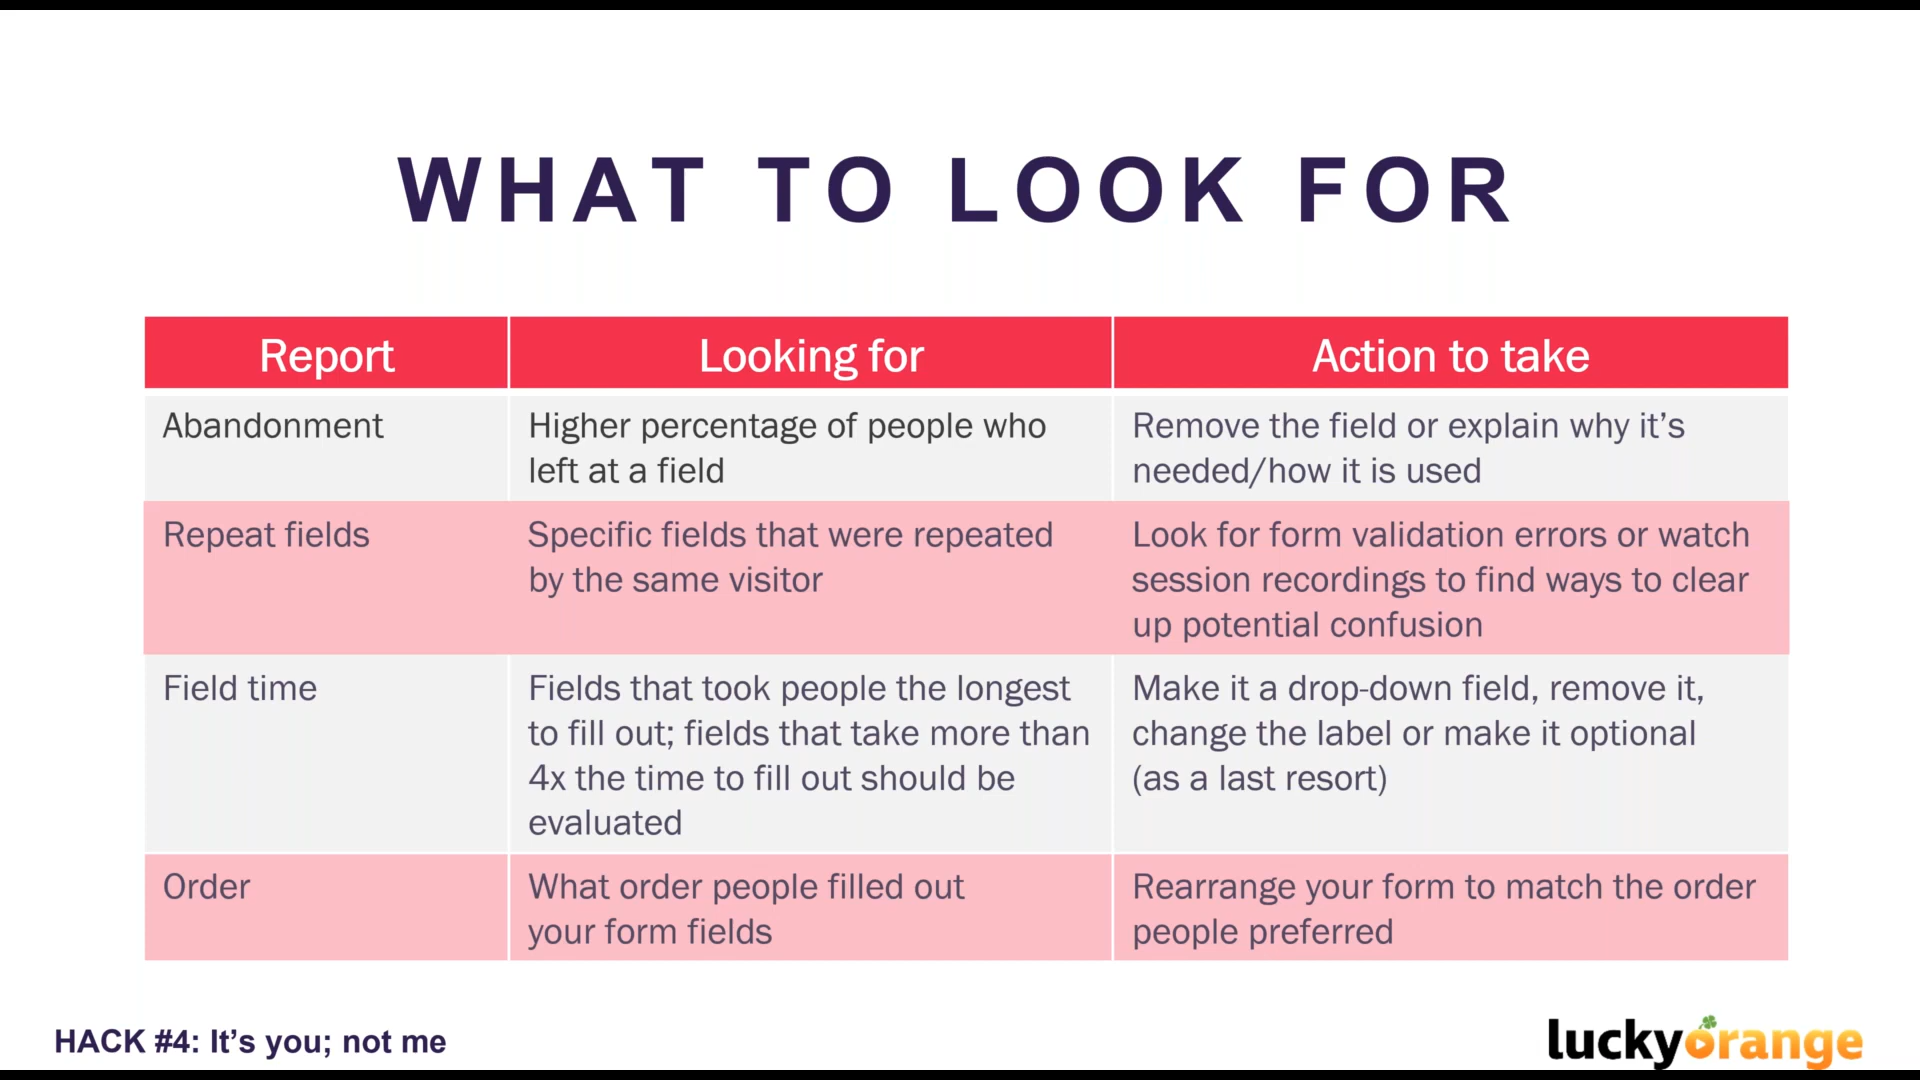 WHAT TO LOOK FOR
Report
Looking for
Action to take
Abandonment
Higher percentage of people who
left at a field
Remove the field or explain why it’s
needed/how it is used
Repeat fields
Specific fields that were repeated
by the same visitor
Look for form validation errors or watch
session recordings to find ways to clear
up potential confusion
Field time
Fields that took people the longest
to fill out; fields that take more than
4x the time to fill out should be
evaluated
Make it a drop-down field, remove it,
change the label or make it optional
(as a last resort)
Order
What order people filled out
your form fields
Rearrange your form to match the order
people preferred
HACK #4: It’s you; not me
luckyorange